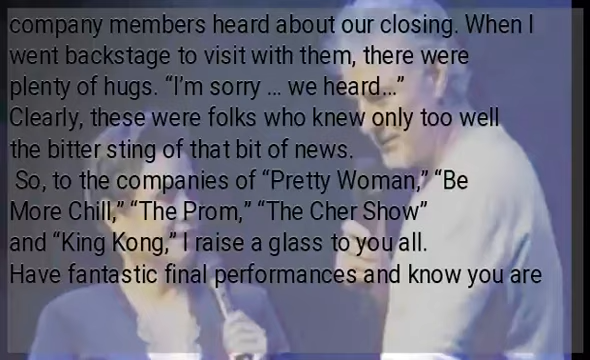 company members heard about our closing. When I
went backstage to visit with them, there were
plenty of hugs. “I’m sorry ... we heard...”
Clearly, these were folks who knew only too well
the bitter sting of that bit of news.
So, to the companies of “Pretty Woman,” “Be
More Chill,” “The Prom,” “The Cher Show”
and “King Kong,” I raise a glass to you all.
Have fantastic final performances and know you are